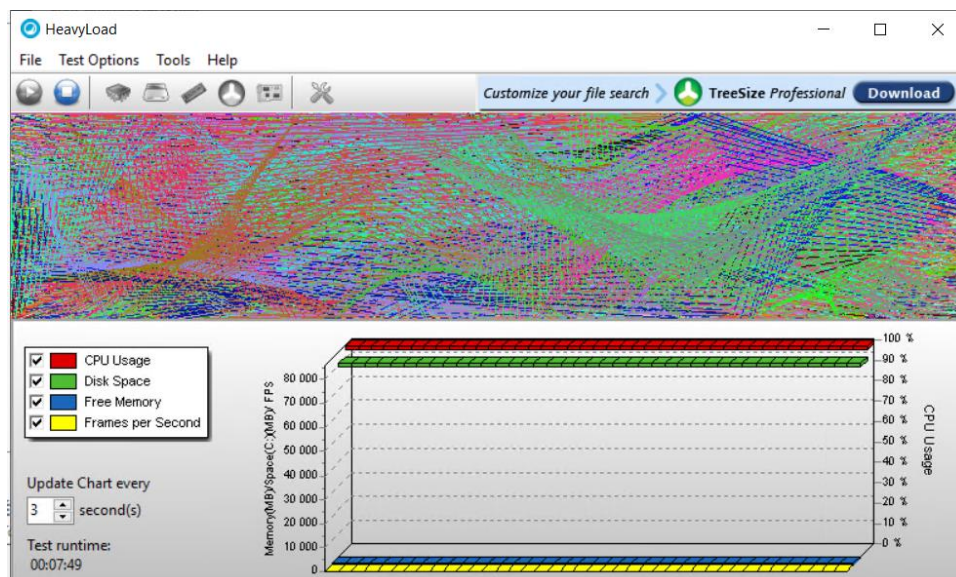 HeavyLoad
File Test Options Tools Help
Customize your file search TreeSize Professional Download
CPU Usage
Disk Space
Free Memory
Frames per Second
Update Chart every
3 second(s)
Test runtime:
00:07:49
Memory(MB)/Space(C:)(MB)/ FPS
80 000
70 000
60 000
50 000
40 000
30 000
20 000
10 000
0
100 %
90 %
80 %
70 %
60 %
50 %
40 %
30 %
20 %
10 %
0 %
CPU Usage